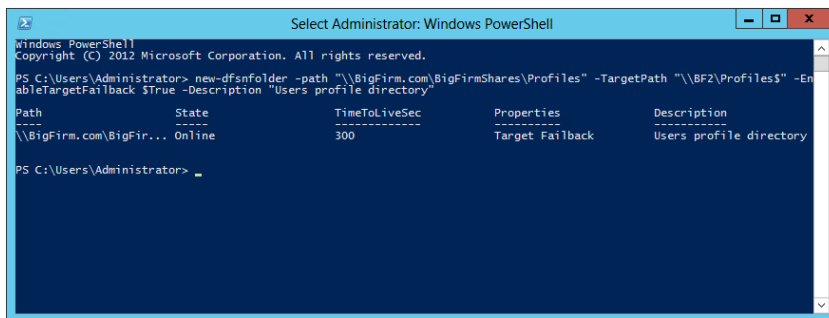 Select Administrator: Windows PowerShell
Windows PowerShell
Copyright (C) 2012 Microsoft Corporation. All rights reserved.
PS C:\Users\Administrator> new-dfsnfolder -path "\\BigFirm.com\BigFirmShares\Profiles" -TargetPath "\\BF2\Profiles$" -En
ableTargetFailback $True -Description "Users profile directory"
Path State TimeToLiveSec Properties Description
---- ----- ------------- ---------- -----------
\\BigFirm.com\BigFir... Online 300 Target Failback Users profile directory
PS C:\Users\Administrator> _